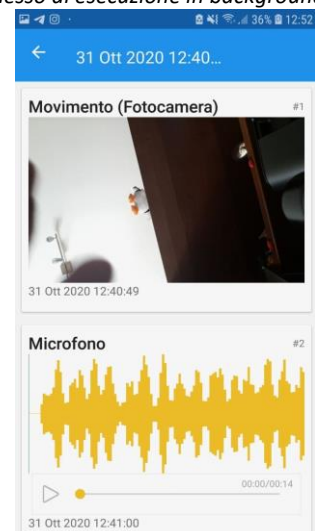 esso di esecuzione in background
36% 12:52
31 Ott 2020 12:40...
Movimento (Fotocamera) #1
31 Ott 2020 12:40:49
Microfono #2
00:00/00:14
31 Ott 2020 12:41:00